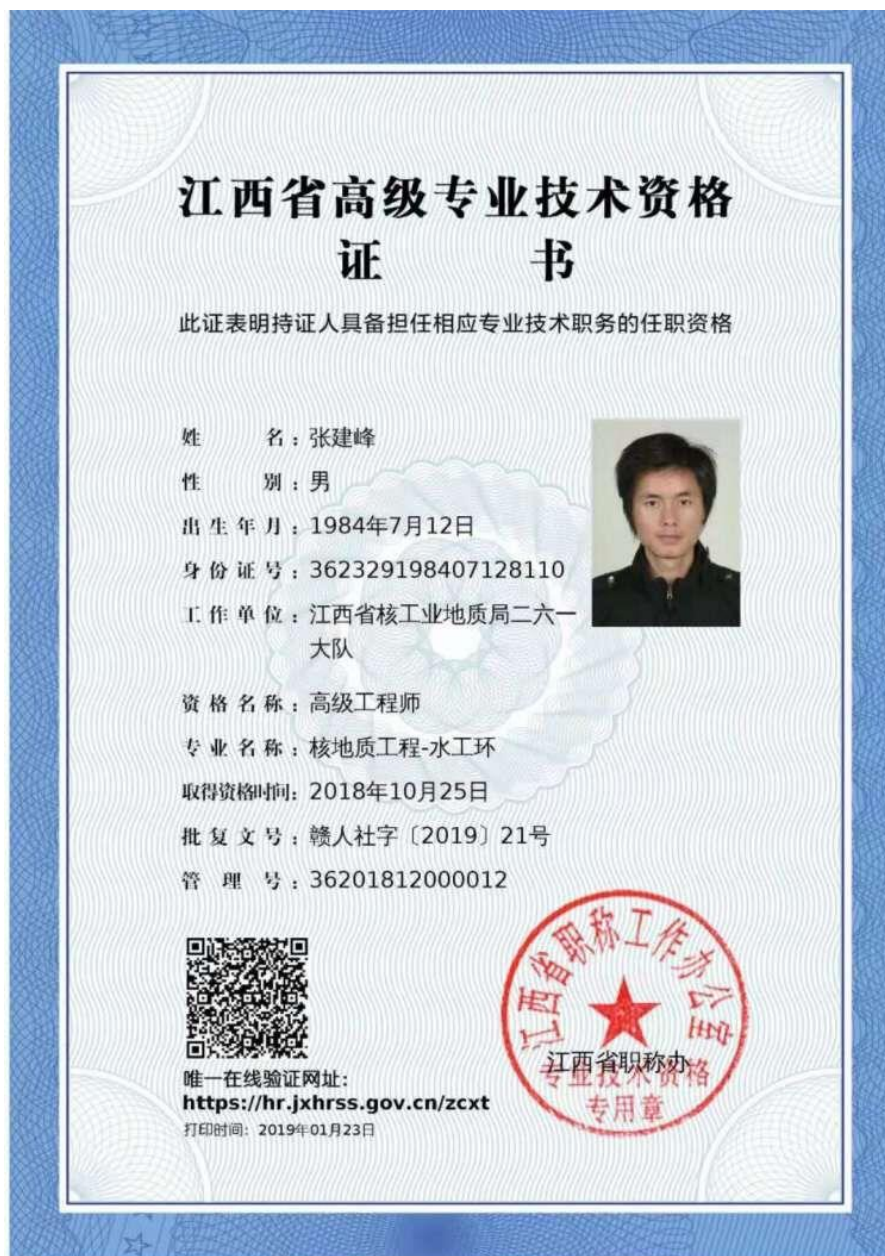 江西省高级专业技术资格
证 书
此证表明持证人具备担任相应专业技术职务的任职资格
姓 名：张建峰
性 别：男
出生年月：1984年7月12日
身份证号：362329198407128110
工作单位：江西省核工业地质局二六一
大队
资格名称：高级工程师
专业名称：核地质工程-水工环
取得资格时间：2018年10月25日
批复文号：赣人社字〔2019〕21号
管 理 号：36201812000012
江西省职称工作办公室
江西省职称办
专业技术资格
专用章
唯一在线验证网址：
https://hr.jxhrss.gov.cn/zcxt
打印时间：2019年01月23日